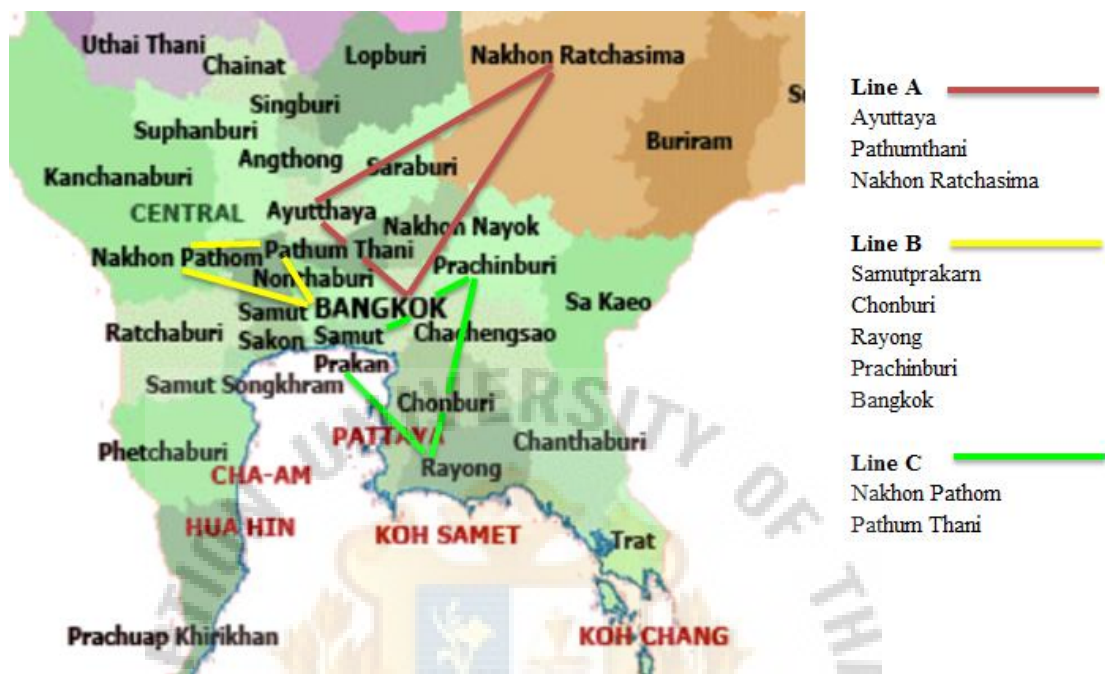 Uthai Thani
Chainat
Lopburi
Nakhon Ratchasima
Singburi
Suphanburi
Angthong
Saraburi
Buriram
Kanchanaburi
CENTRAL
Ayutthaya
Nakhon Nayok
Nakhon Pathom
Pathum Thani
Prachinburi
Nonthaburi
Samut
Sakon
BANGKOK
Sa Kaeo
Ratchaburi
Samut
Prakan
Chachengsao
Samut Songkhram
Chonburi
PATTAYA
Chanthaburi
Phetchaburi
CHA-AM
Rayong
HUA HIN
KOH SAMET
Trat
Prachuap Khirikhan
KOH CHANG
UNIVERSITY OF THA
Line A
Ayuttaya
Pathumthani
Nakhon Ratchasima
Line B
Samutprakarn
Chonburi
Rayong
Prachinburi
Bangkok
Line C
Nakhon Pathom
Pathum Thani